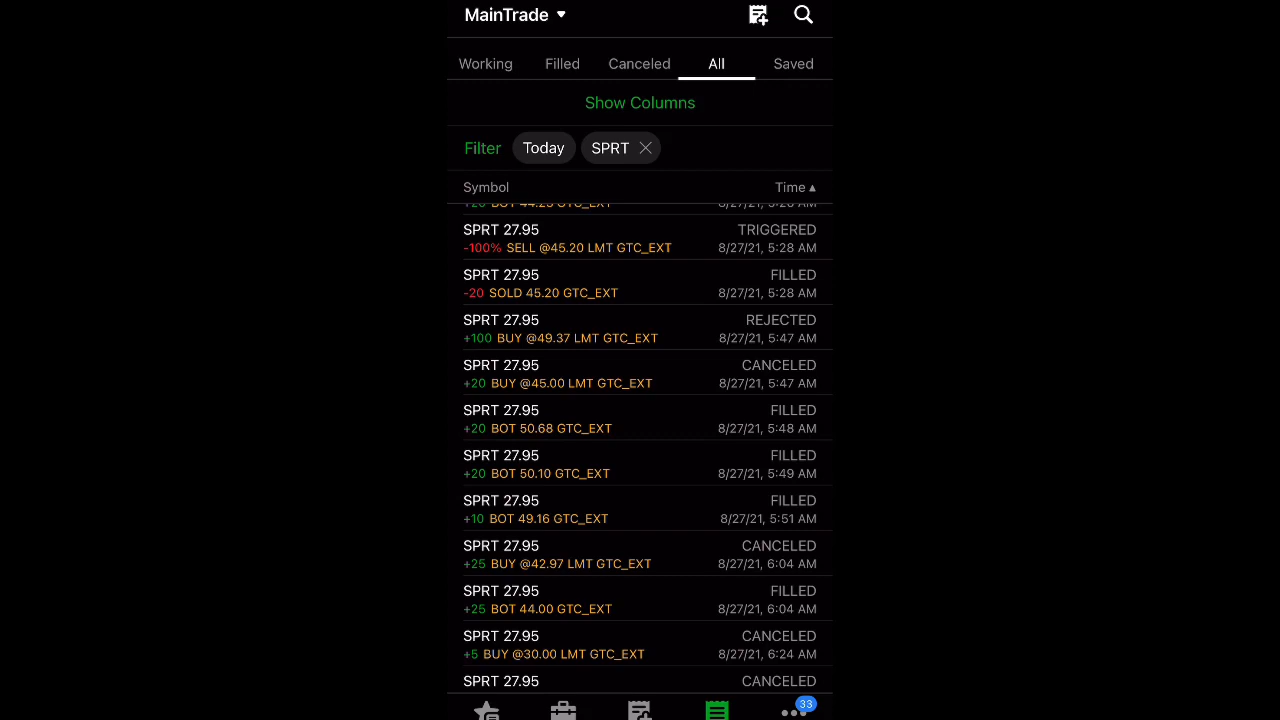 MainTrade
Working Filled Canceled All Saved
Show Columns
Filter Today SPRT
Symbol Time ▲
SPRT 27.95 TRIGGERED
-100% SELL @45.20 LMT GTC_EXT 8/27/21, 5:28 AM
SPRT 27.95 FILLED
-20 SOLD 45.20 GTC_EXT 8/27/21, 5:28 AM
SPRT 27.95 REJECTED
+100 BUY @49.37 LMT GTC_EXT 8/27/21, 5:47 AM
SPRT 27.95 CANCELED
+20 BUY @45.00 LMT GTC_EXT 8/27/21, 5:47 AM
SPRT 27.95 FILLED
+20 BOT 50.68 GTC_EXT 8/27/21, 5:48 AM
SPRT 27.95 FILLED
+20 BOT 50.10 GTC_EXT 8/27/21, 5:49 AM
SPRT 27.95 FILLED
+10 BOT 49.16 GTC_EXT 8/27/21, 5:51 AM
SPRT 27.95 CANCELED
+25 BUY @42.97 LMT GTC_EXT 8/27/21, 6:04 AM
SPRT 27.95 FILLED
+25 BOT 44.00 GTC_EXT 8/27/21, 6:04 AM
SPRT 27.95 CANCELED
+5 BUY @30.00 LMT GTC_EXT 8/27/21, 6:24 AM
SPRT 27.95 CANCELED
33